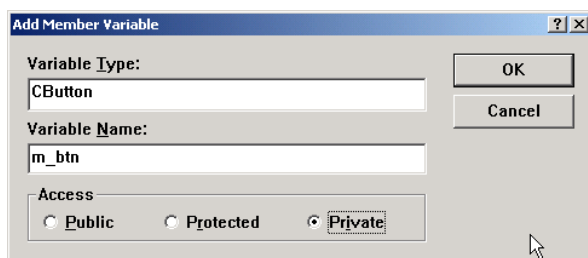 Add Member Variable
Variable Type:
OK
CButton
Cancel
Variable Name:
m_btn
Access
Public Protected Private